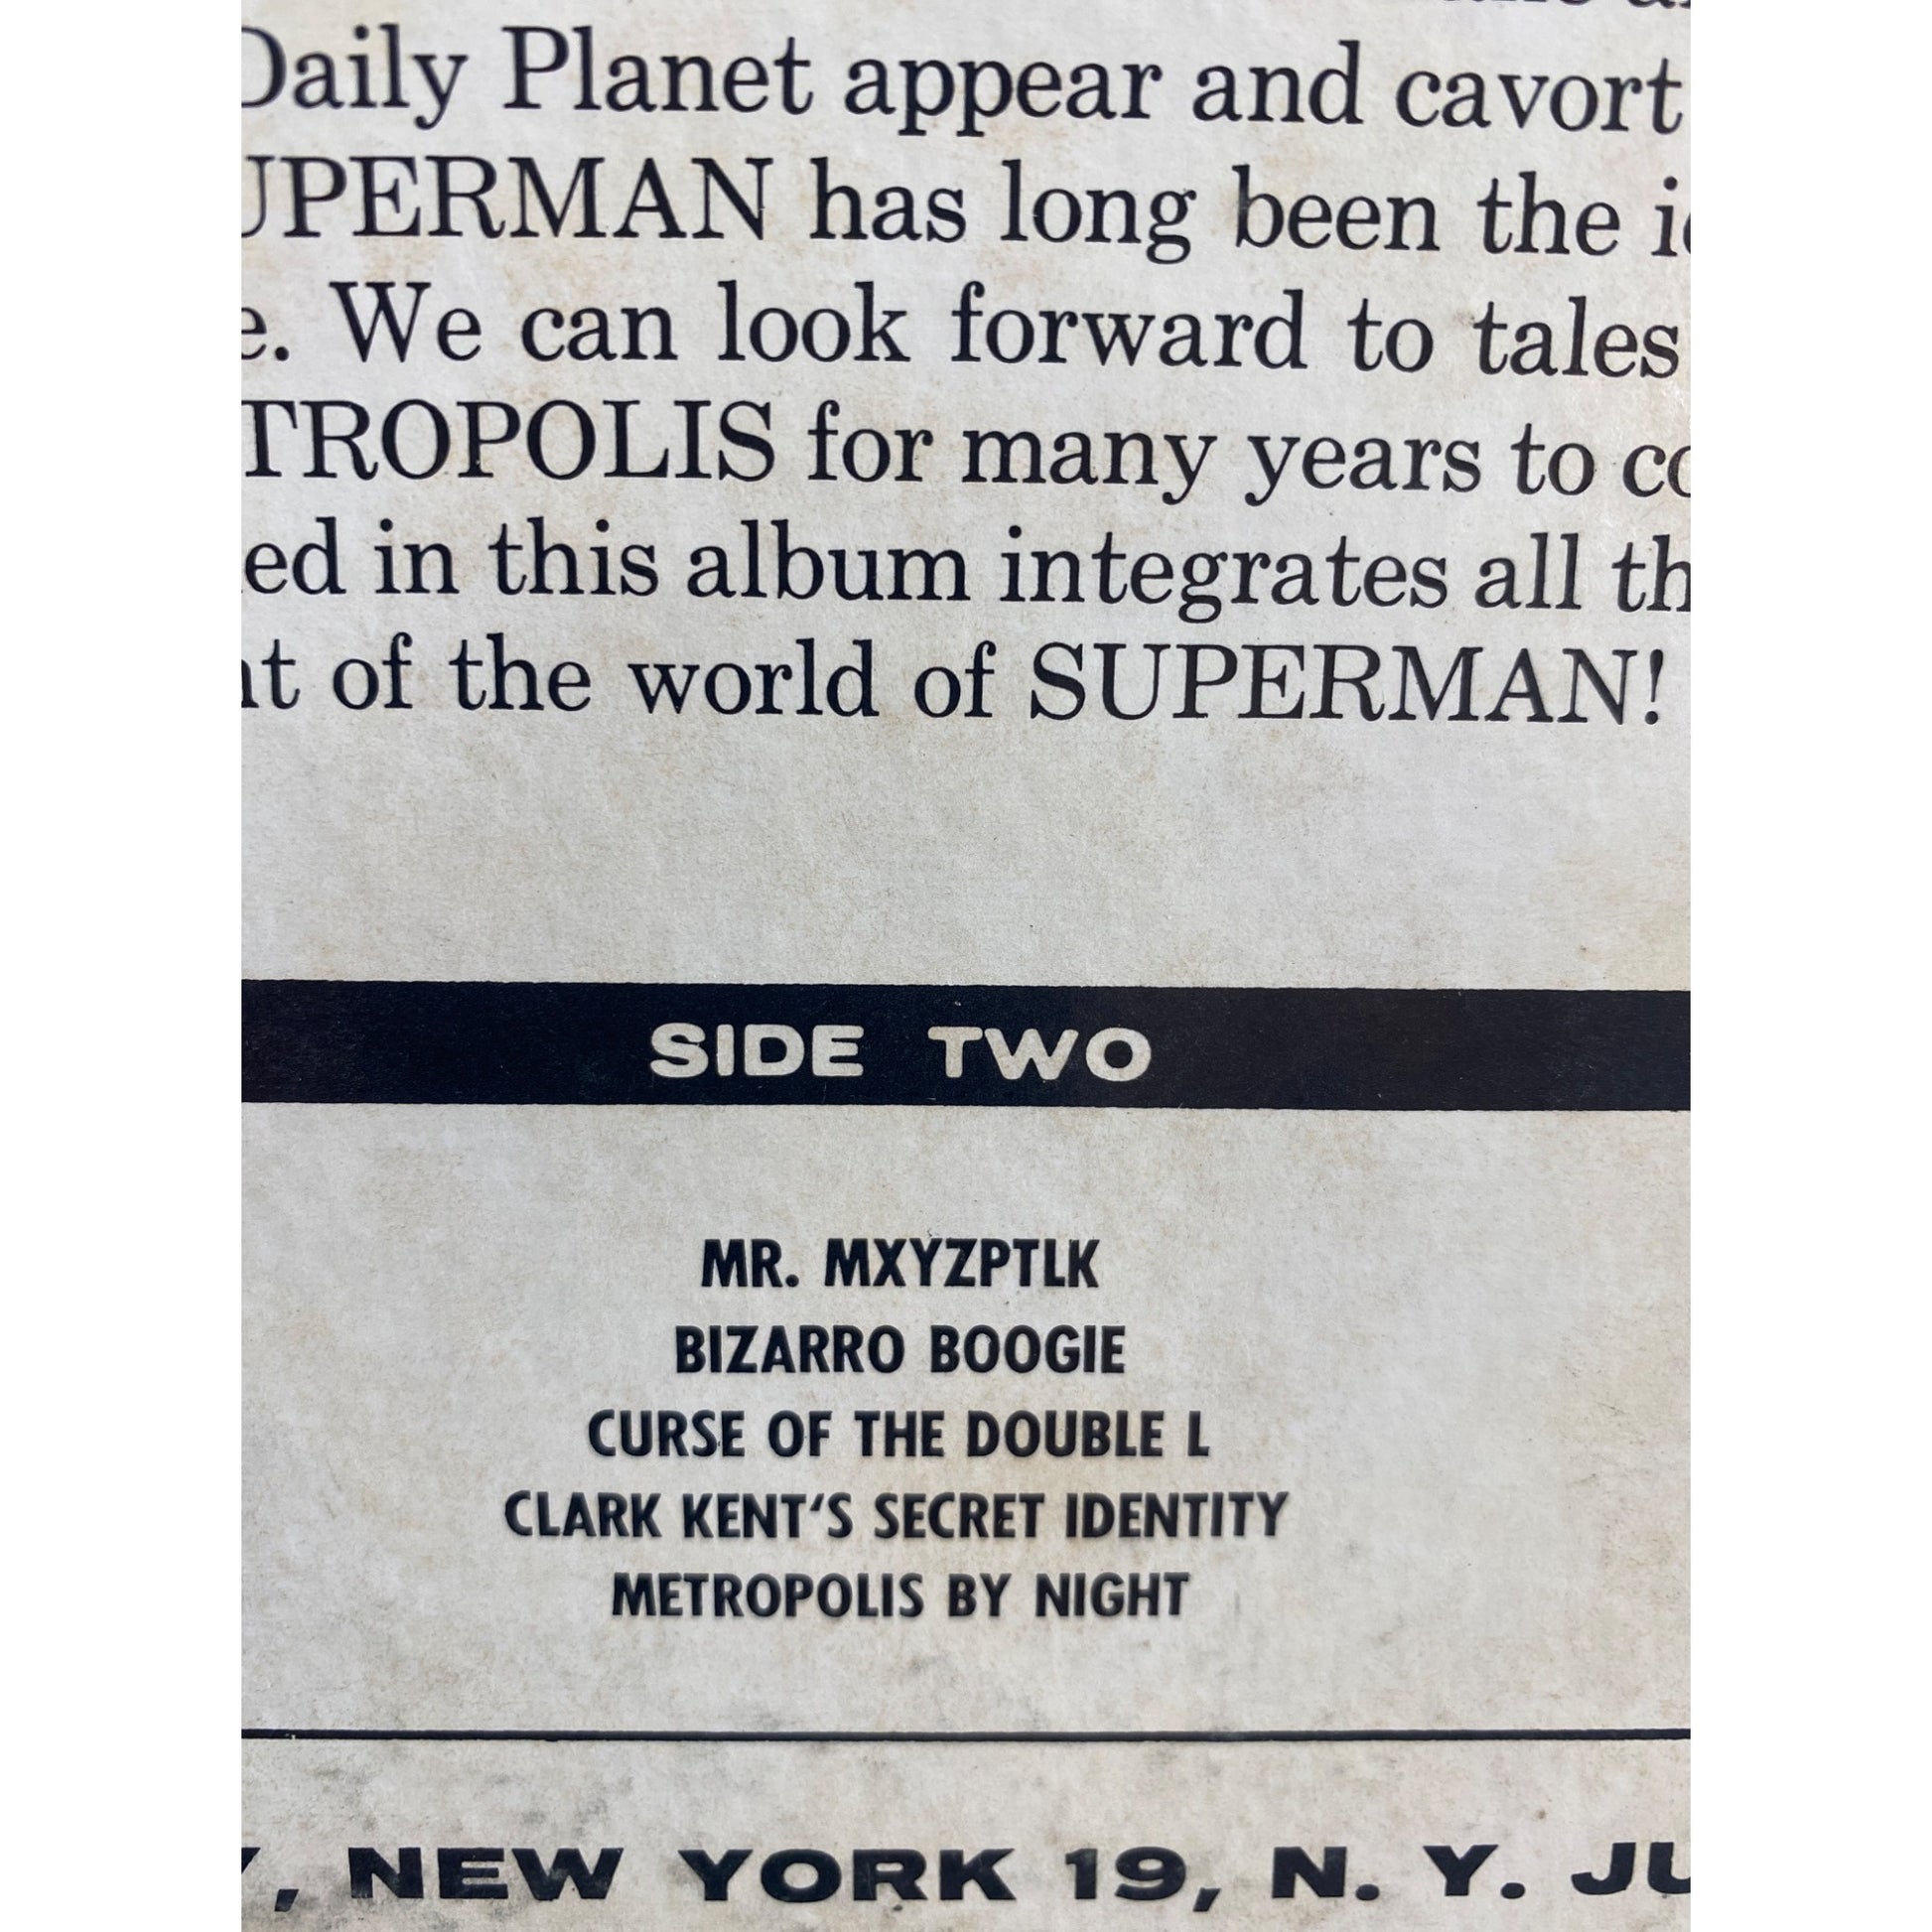 Daily Planet appear and cavort
UPERMAN has long been the
We can look forward to tales
TROPOLIS for many years to
ed in this album integrates all
of the world of SUPERMAN!
SIDE TWO
MR. MXYZPTLK
BIZARRO BOOGIE
CURSE OF THE DOUBLE L
CLARK KENT'S SECRET IDENTITY
METROPOLIS BY NIGHT
, NEW YORK 19, N. Y. JU